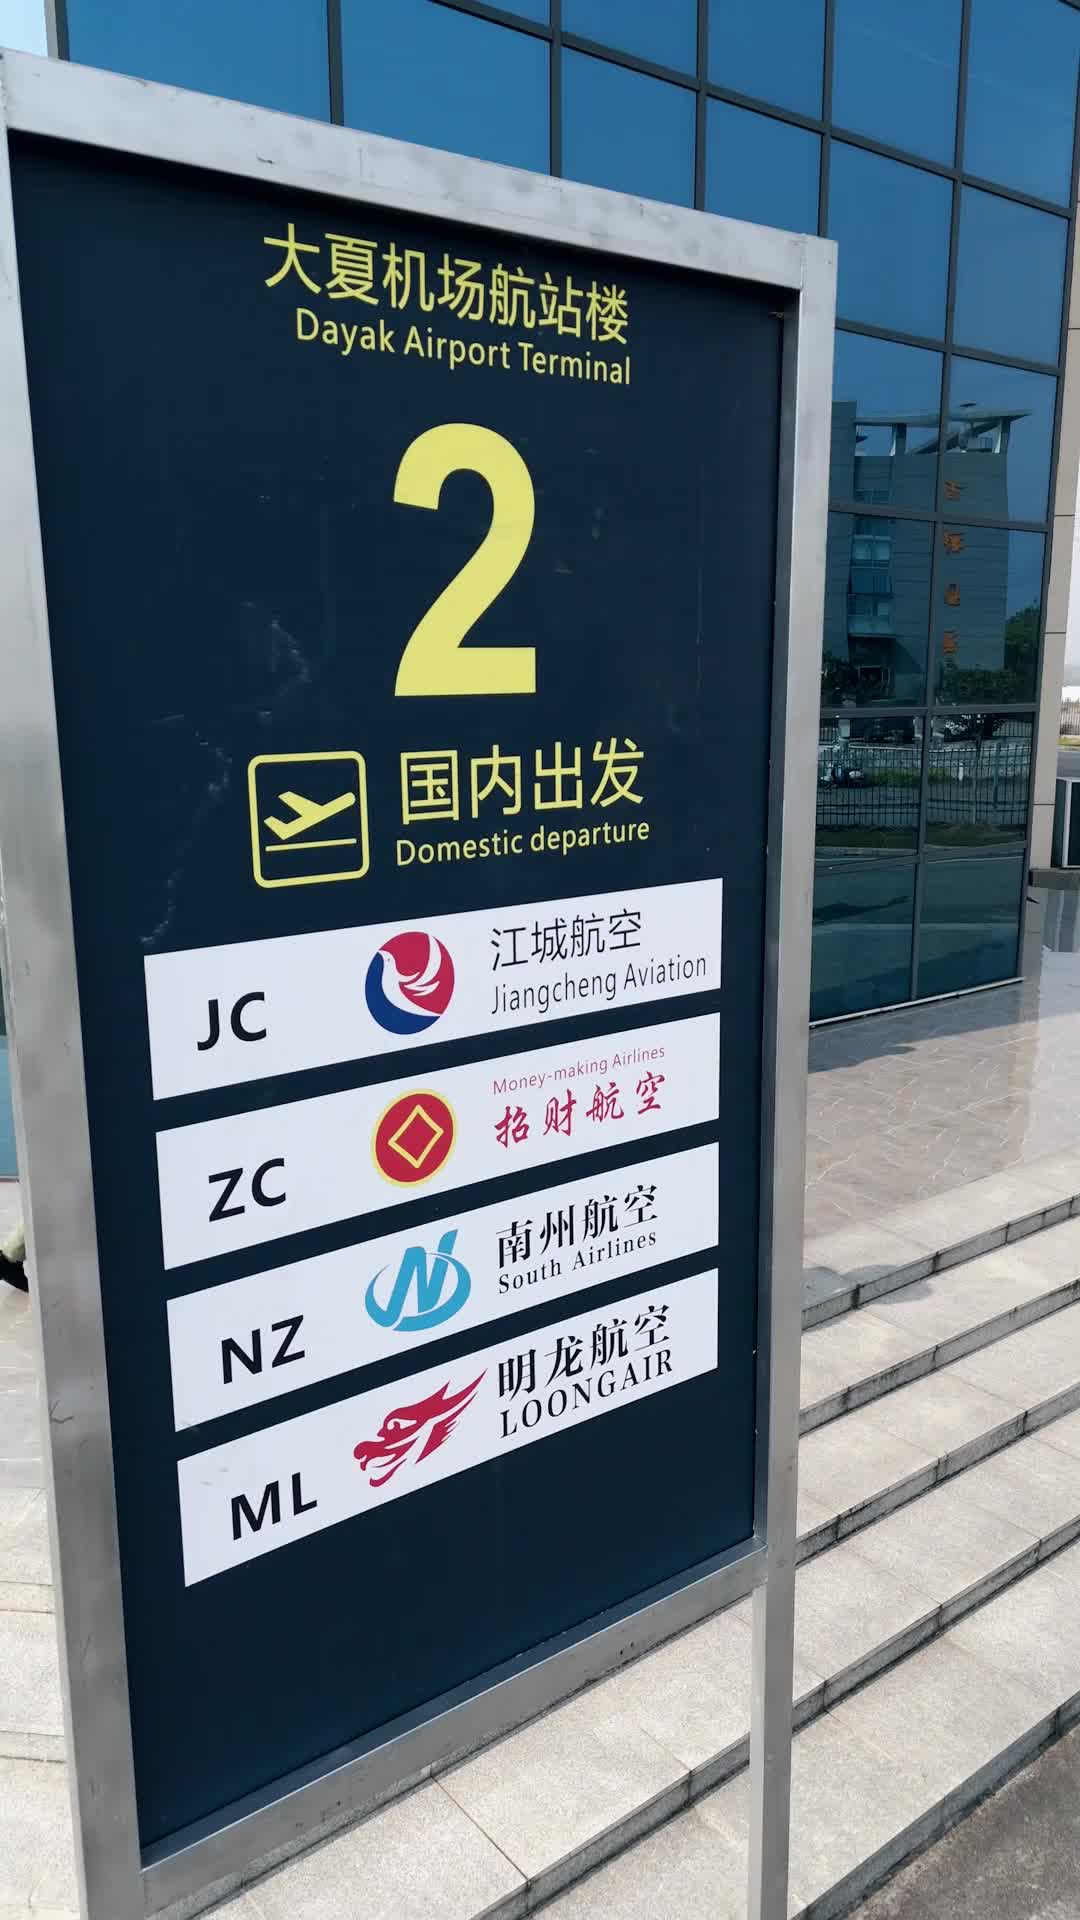 大夏机场航站楼
Dayak Airport Terminal
2
国内出发
Domestic departure
JC
江城航空
Jiangcheng Aviation
ZC
Money-making Airlines
招财航空
NZ
南州航空
South Airlines
ML
明龙航空
LOONGAIR